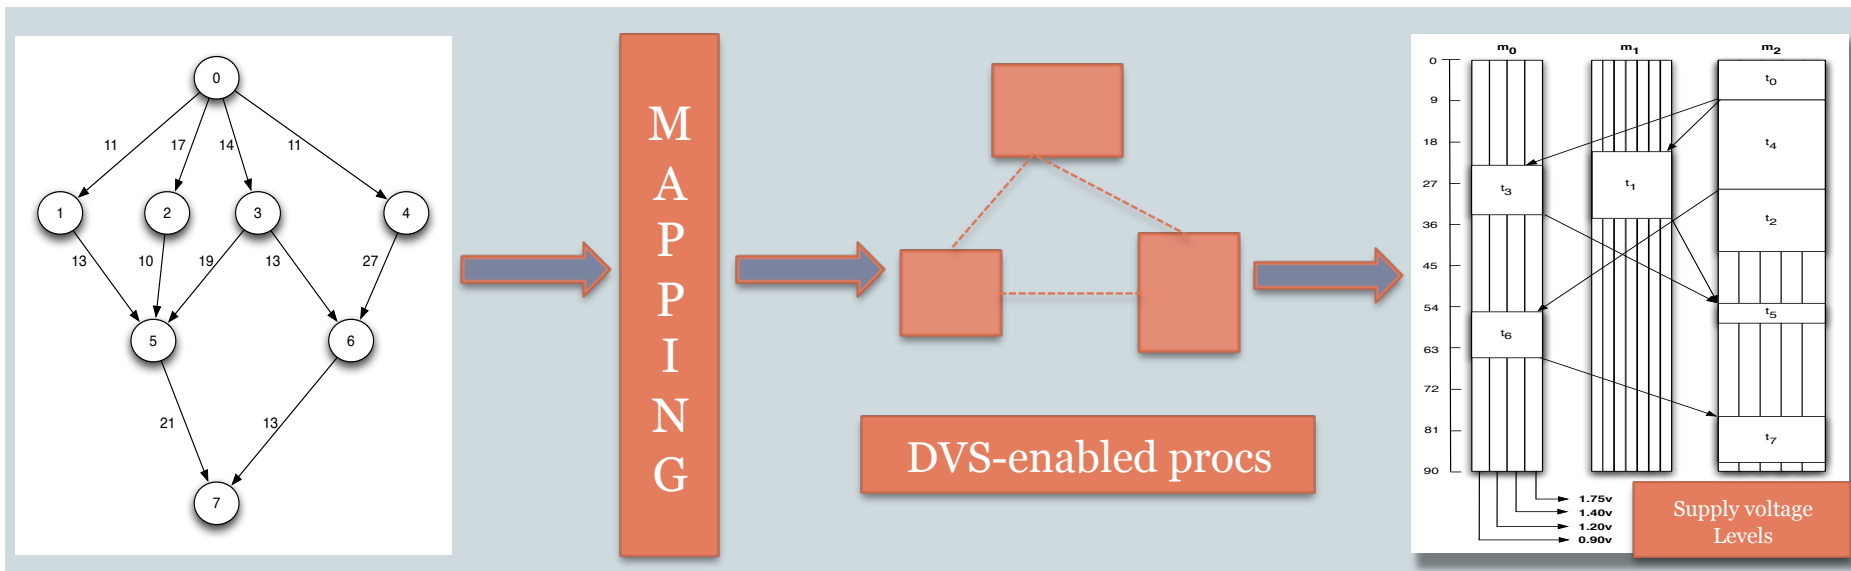 0
11
17
14
11
1
2
3
4
13
10
19
13
27
5
6
21
13
7
M
A
P
P
I
N
G
DVS-enabled procs
m0
m1
m2
0
9
18
27
36
45
54
63
72
81
90
t0
t4
t3
t1
t2
t5
t6
t7
1.75v
1.40v
1.20v
0.90v
Supply voltage
Levels